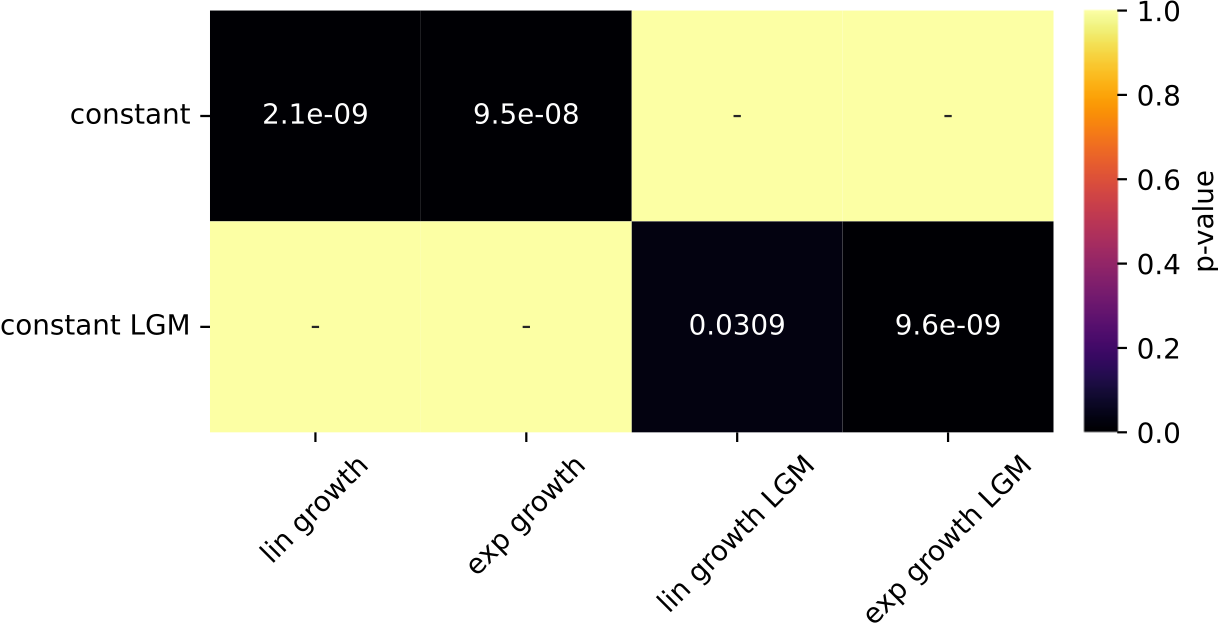 constant
2.1e-09
9.5e-08
-
-
constant LGM
-
-
0.0309
9.6e-09
lin growth
exp growth
lin growth LGM
exp growth LGM
1.0
0.8
0.6
0.4
0.2
0.0
p-value